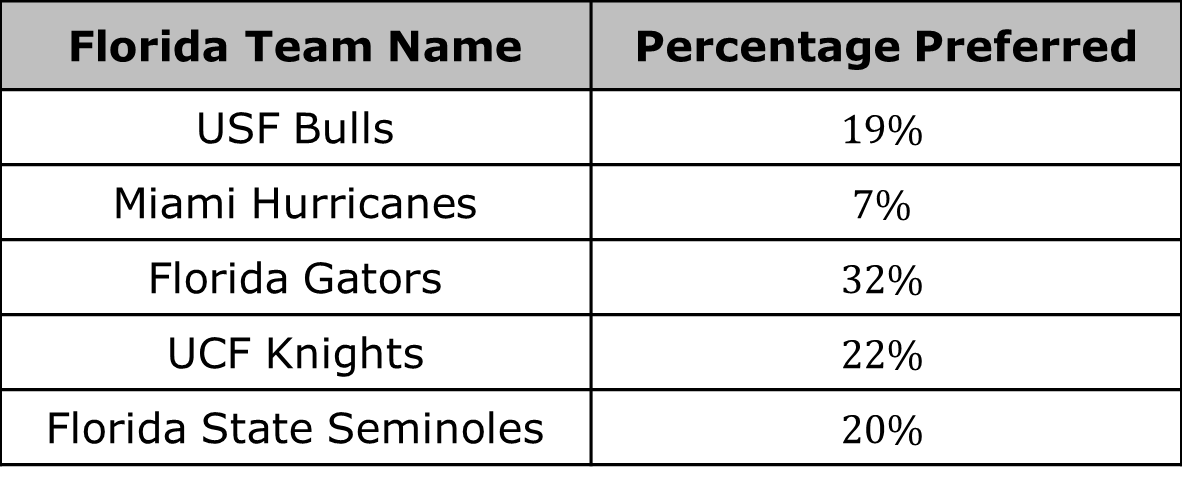 Florida Team Name Percentage Preferred
USF Bulls 19%
Miami Hurricanes 7%
Florida Gators 32%
UCF Knights 22%
Florida State Seminoles 20%